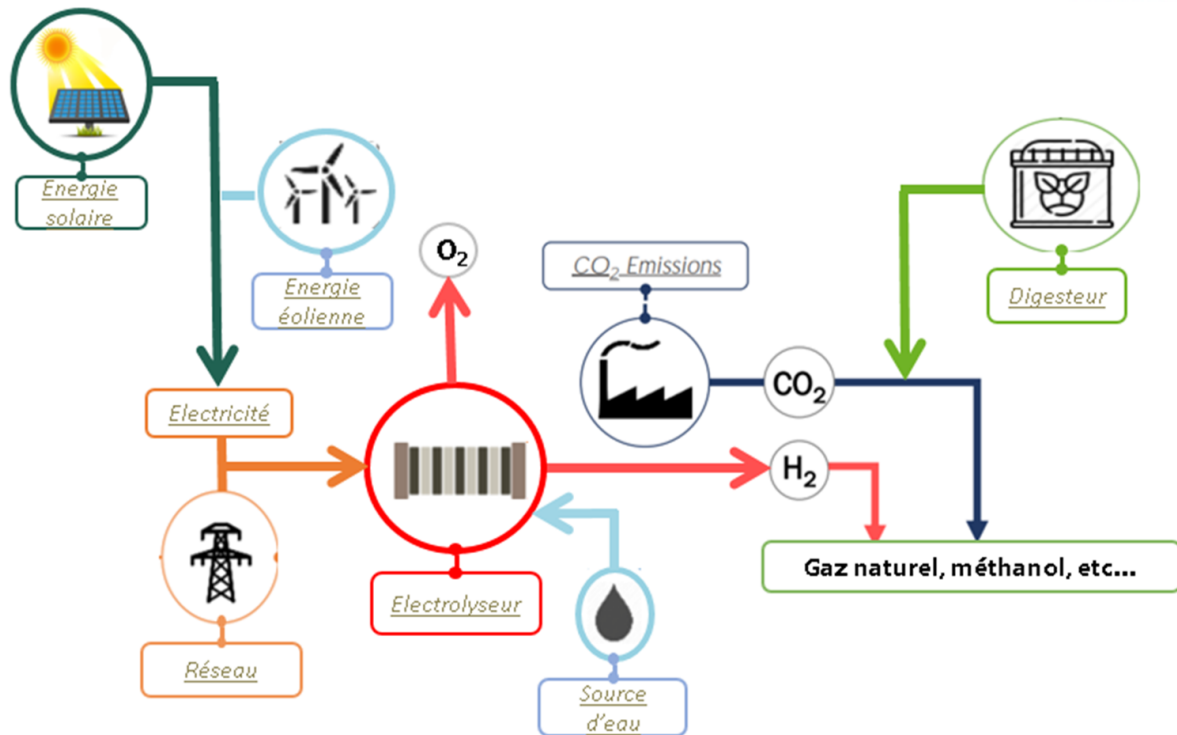 Energie
solaire
Energie
éolienne
O₂
CO₂ Emissions
Digesteur
Electricité
CO₂
H₂
Gaz naturel, méthanol, etc...
Electrolyseur
Réseau
Source
d'eau